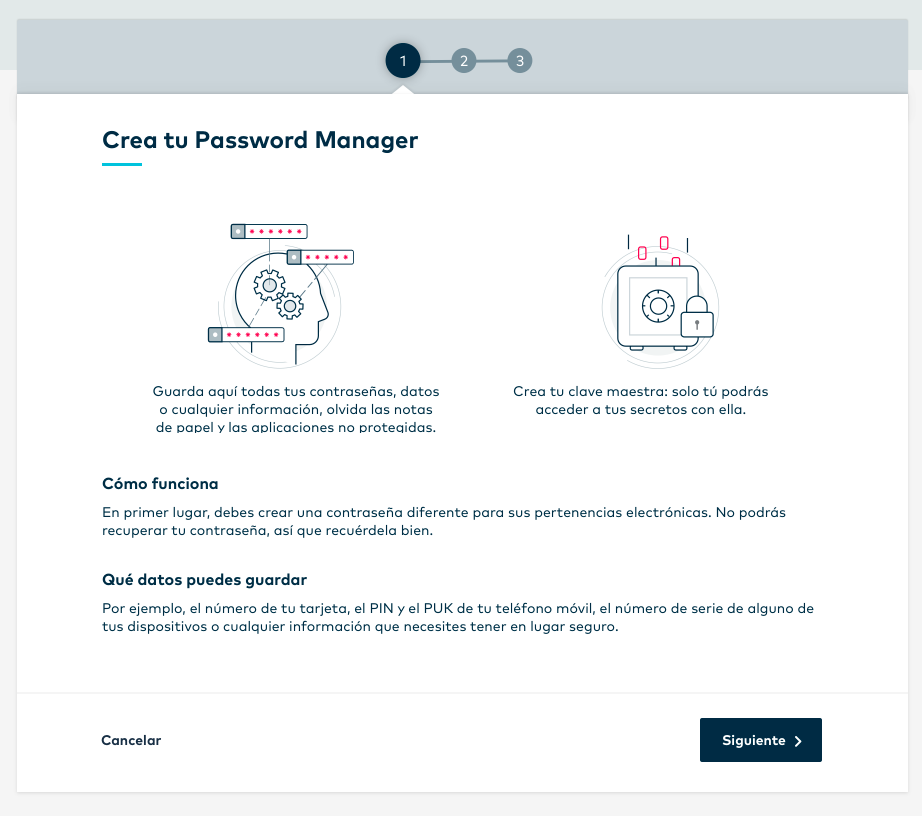 1 2 3
Crea tu Password Manager
Guarda aquí todas tus contraseñas, datos
o cualquier información, olvida las notas
de papel y las aplicaciones no protegidas.
Crea tu clave maestra: solo tú podrás
acceder a tus secretos con ella.
Cómo funciona
En primer lugar, debes crear una contraseña diferente para sus pertenencias electrónicas. No podrás
recuperar tu contraseña, así que recuérdela bien.
Qué datos puedes guardar
Por ejemplo, el número de tu tarjeta, el PIN y el PUK de tu teléfono móvil, el número de serie de alguno de
tus dispositivos o cualquier información que necesites tener en lugar seguro.
Cancelar
Siguiente